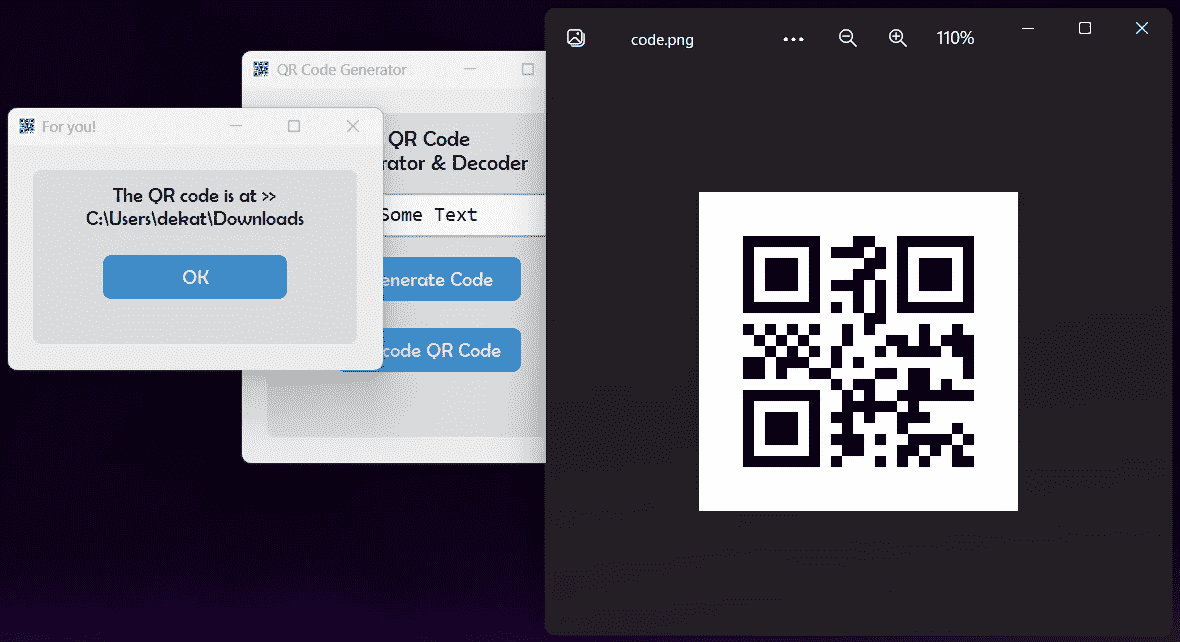 For you!
The QR code is at >>
C:\Users\dekat\Downloads
OK
QR Code Generator
QR Code
rator & Decoder
Some Text
enerate Code
code QR Code
code.png
110%